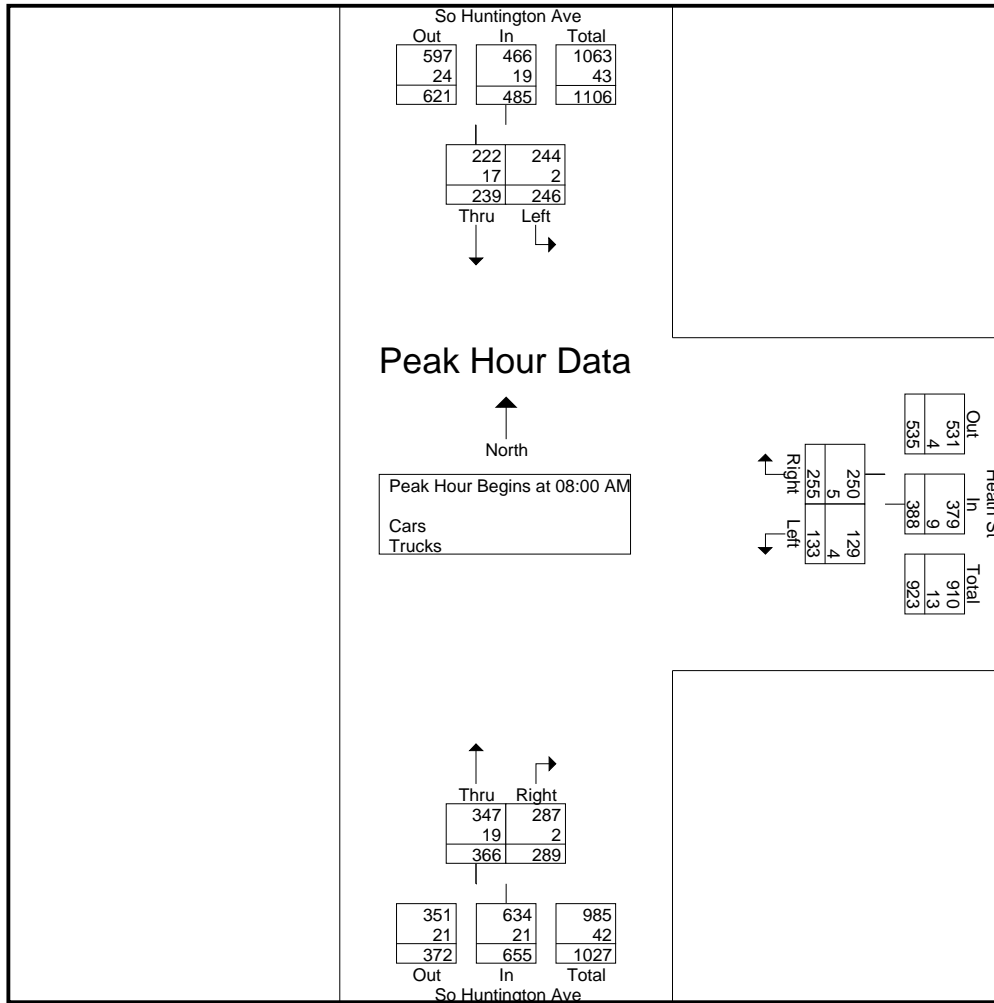 So Huntington Ave
Out In Total
597 466 1063
24 19 43
621 485 1106
222 244
17 2
239 246
Thru Left
Peak Hour Data
North
Peak Hour Begins at 08:00 AM
Cars
Trucks
Heath St
Out In Total
531 379 910
4 9 13
535 388 923
250 129
5 4
255 133
Right Left
Thru Right
347 287
19 2
366 289
351 634 985
21 21 42
372 655 1027
Out In Total
So Huntington Ave